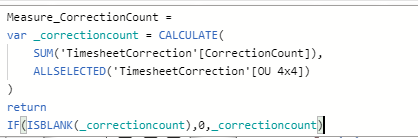 Measure_CorrectionCount =
var _correctioncount = CALCULATE(
SUM('TimesheetCorrection'[CorrectionCount]),
ALLSELECTED('TimesheetCorrection'[OU 4x4])
)
return
IF(ISBLANK(_correctioncount),0,_correctioncount)